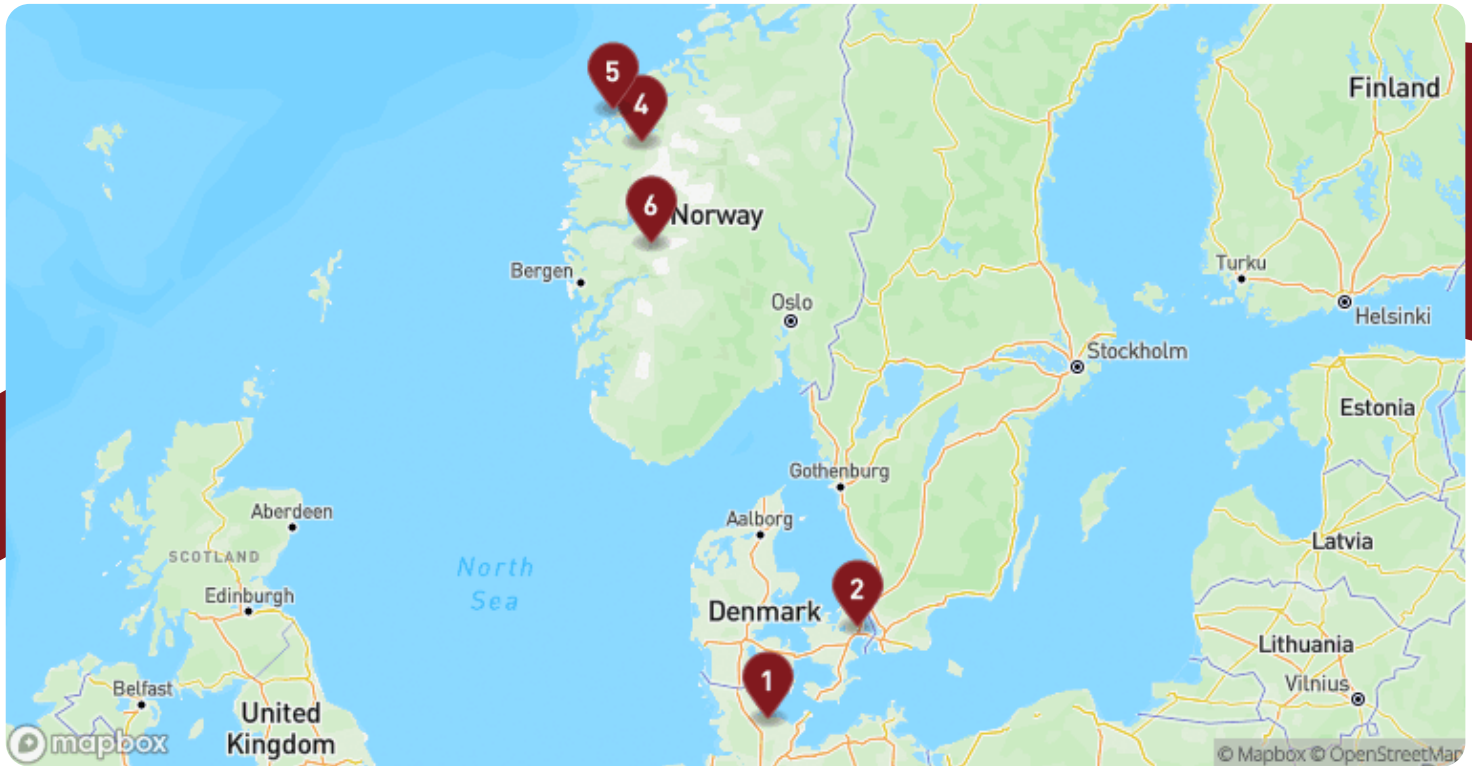 5
4
Finland
6
Norway
Bergen
Turku
Oslo
Helsinki
Stockholm
Estonia
Gothenburg
Aalborg
Aberdeen
SCOTLAND
Latvia
North
Sea
Edinburgh
2
Denmark
Lithuania
1
Belfast
Vilnius
United
Kingdom
mapbox
© Mapbox © OpenStreetMap